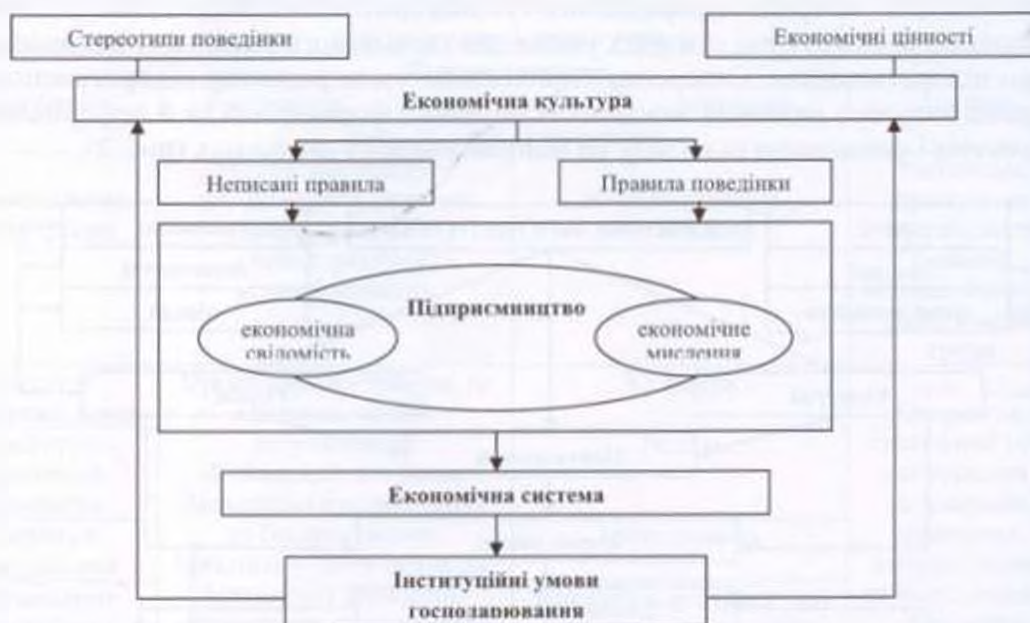 Стереотипи поведінки
Економічні цінності
Економічна культура
Неписані правила
Правила поведінки
Підприємництво
економічна
свідомість
економічне
мислення
Економічна система
Інституційні умови
господарювання